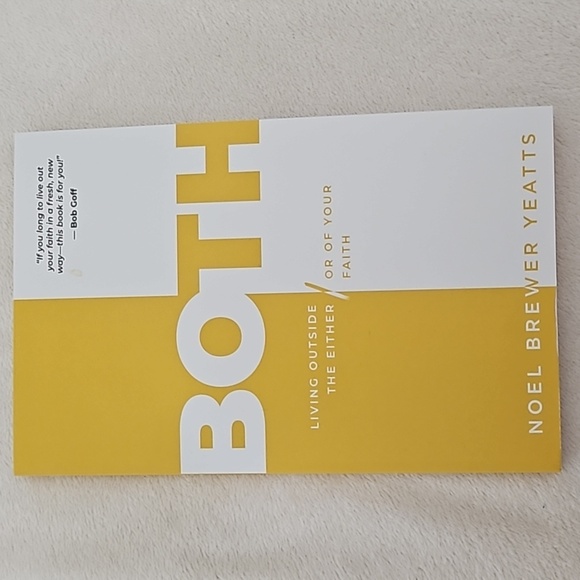 "If you long to live out
your faith in a fresh, new
way—this book is for you!"
— Bob Goff
BOTH
LIVING OUTSIDE
THE EITHER / OR OF YOUR
FAITH
NOEL BREWER YEATTS